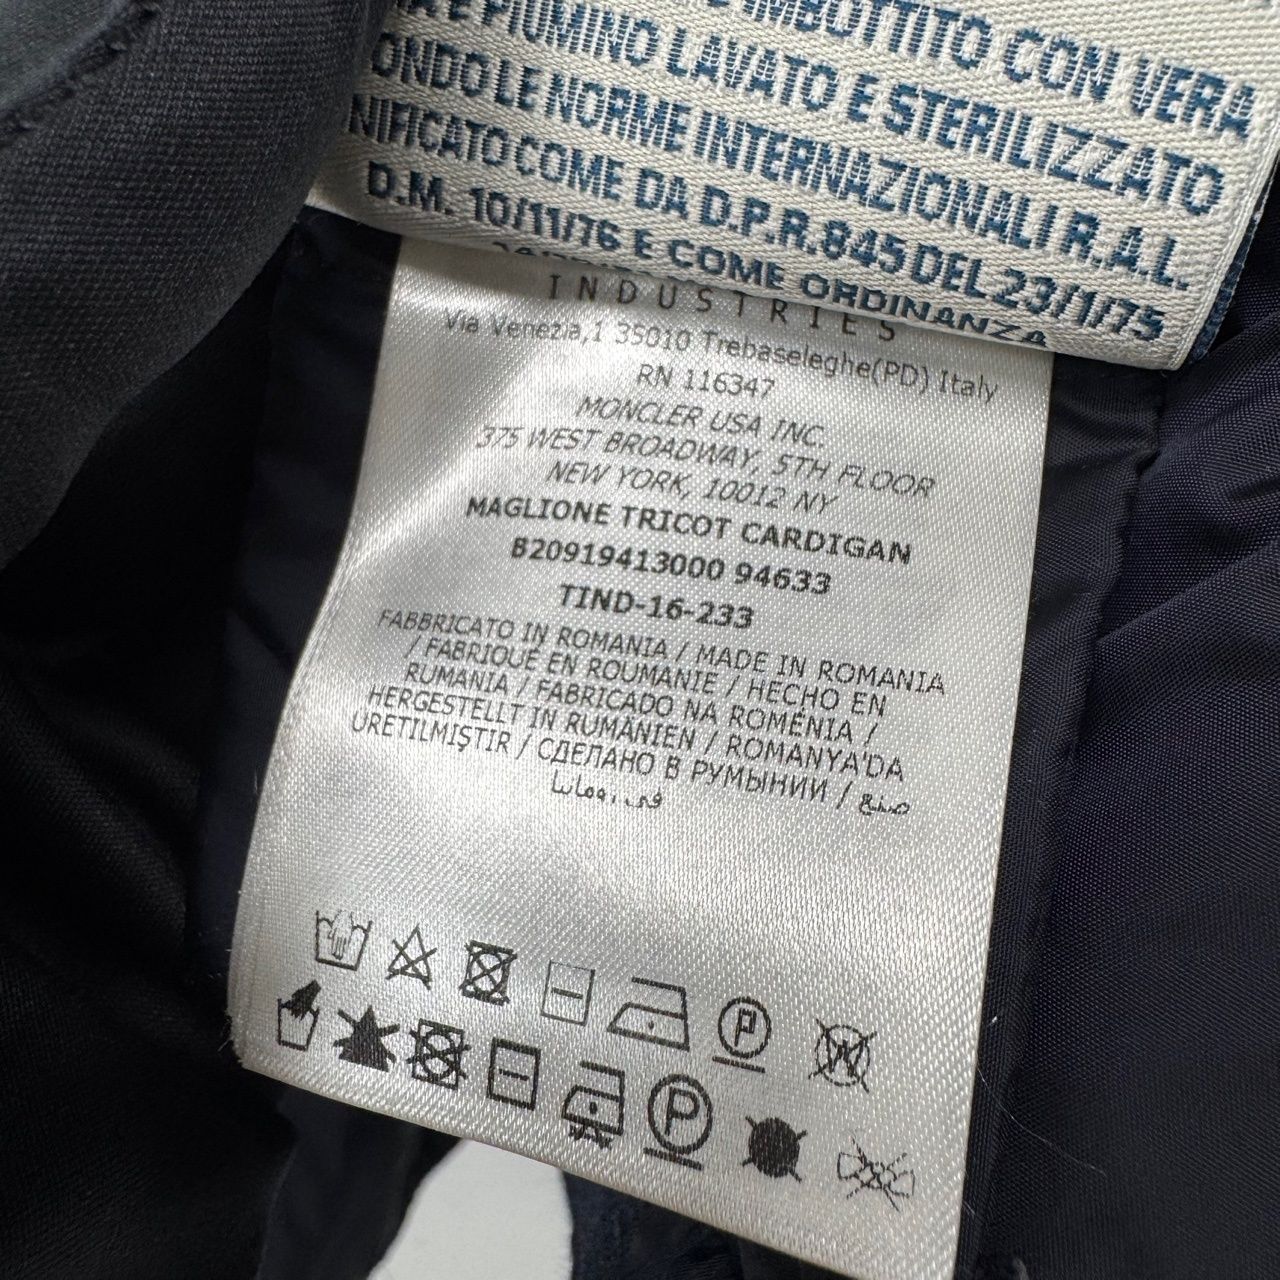 IMBOTTITO CON VERA
E PIUMINO LAVATO E STERILIZZATO
ONDO LE NORME INTERNAZIONALI R.A.L.
NIFICATO COME DA D.P.R. 845 DEL 23/1/75
D.M. 10/11/76 E COME ORDINANZA
INDUSTRIES
Via Venezia,1 35010 Trebaseleghe(PD) Italy
RN 116347
MONCLER USA INC.
375 WEST BROADWAY, 5TH FLOOR
NEW YORK, 10012 NY
MAGLIONE TRICOT CARDIGAN
B20919413000 94633
TIND-16-233
FABBRICATO IN ROMANIA / MADE IN ROMANIA
/ FABRIQUÉ EN ROUMANIE / HECHO EN
RUMANIA / FABRICADO NA ROMÉNIA /
HERGESTELLT IN RUMÄNIEN / ROMANYA'DA
ÜRETILMIŞTIR / СДЕЛАНО В РУМЫНИИ / صنع
في رومانيا
P
W
P